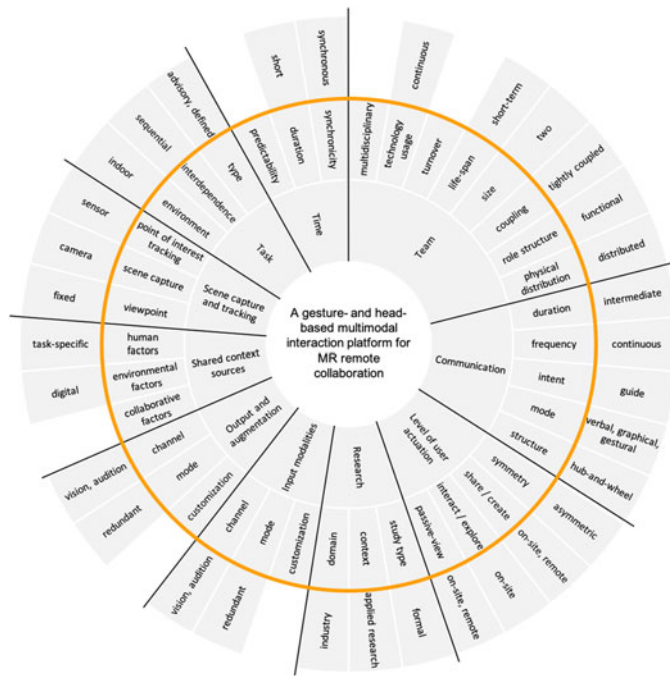 A gesture- and head-
based multimodal
interaction platform for
MR remote
collaboration
Team
multidisciplinary
technology
usage
continuous
turnover
life-span
short-term
size
two
coupling
tightly coupled
role structure
functional
physical
distribution
distributed
Communication
duration
intermediate
frequency
continuous
intent
guide
mode
verbal, graphical,
gestural
structure
hub-and-wheel
Level of user
actuation
symmetry
asymmetric
share / create
on-site, remote
interact / explore
on-site
passive-view
on-site, remote
Research
study type
formal
context
applied research
domain
industry
Input modalities
customization
mode
redundant
channel
vision, audition
Output and
augmentation
customization
mode
redundant
channel
vision, audition
Shared context
sources
collaborative
factors
environmental
factors
digital
human
factors
task-specific
Scene capture
and tracking
viewpoint
fixed
scene capture
camera
point of interest
tracking
sensor
Task
environment
indoor
interdependence
sequential
type
advisory, defined
Time
predictability
duration
short
synchronicity
synchronous